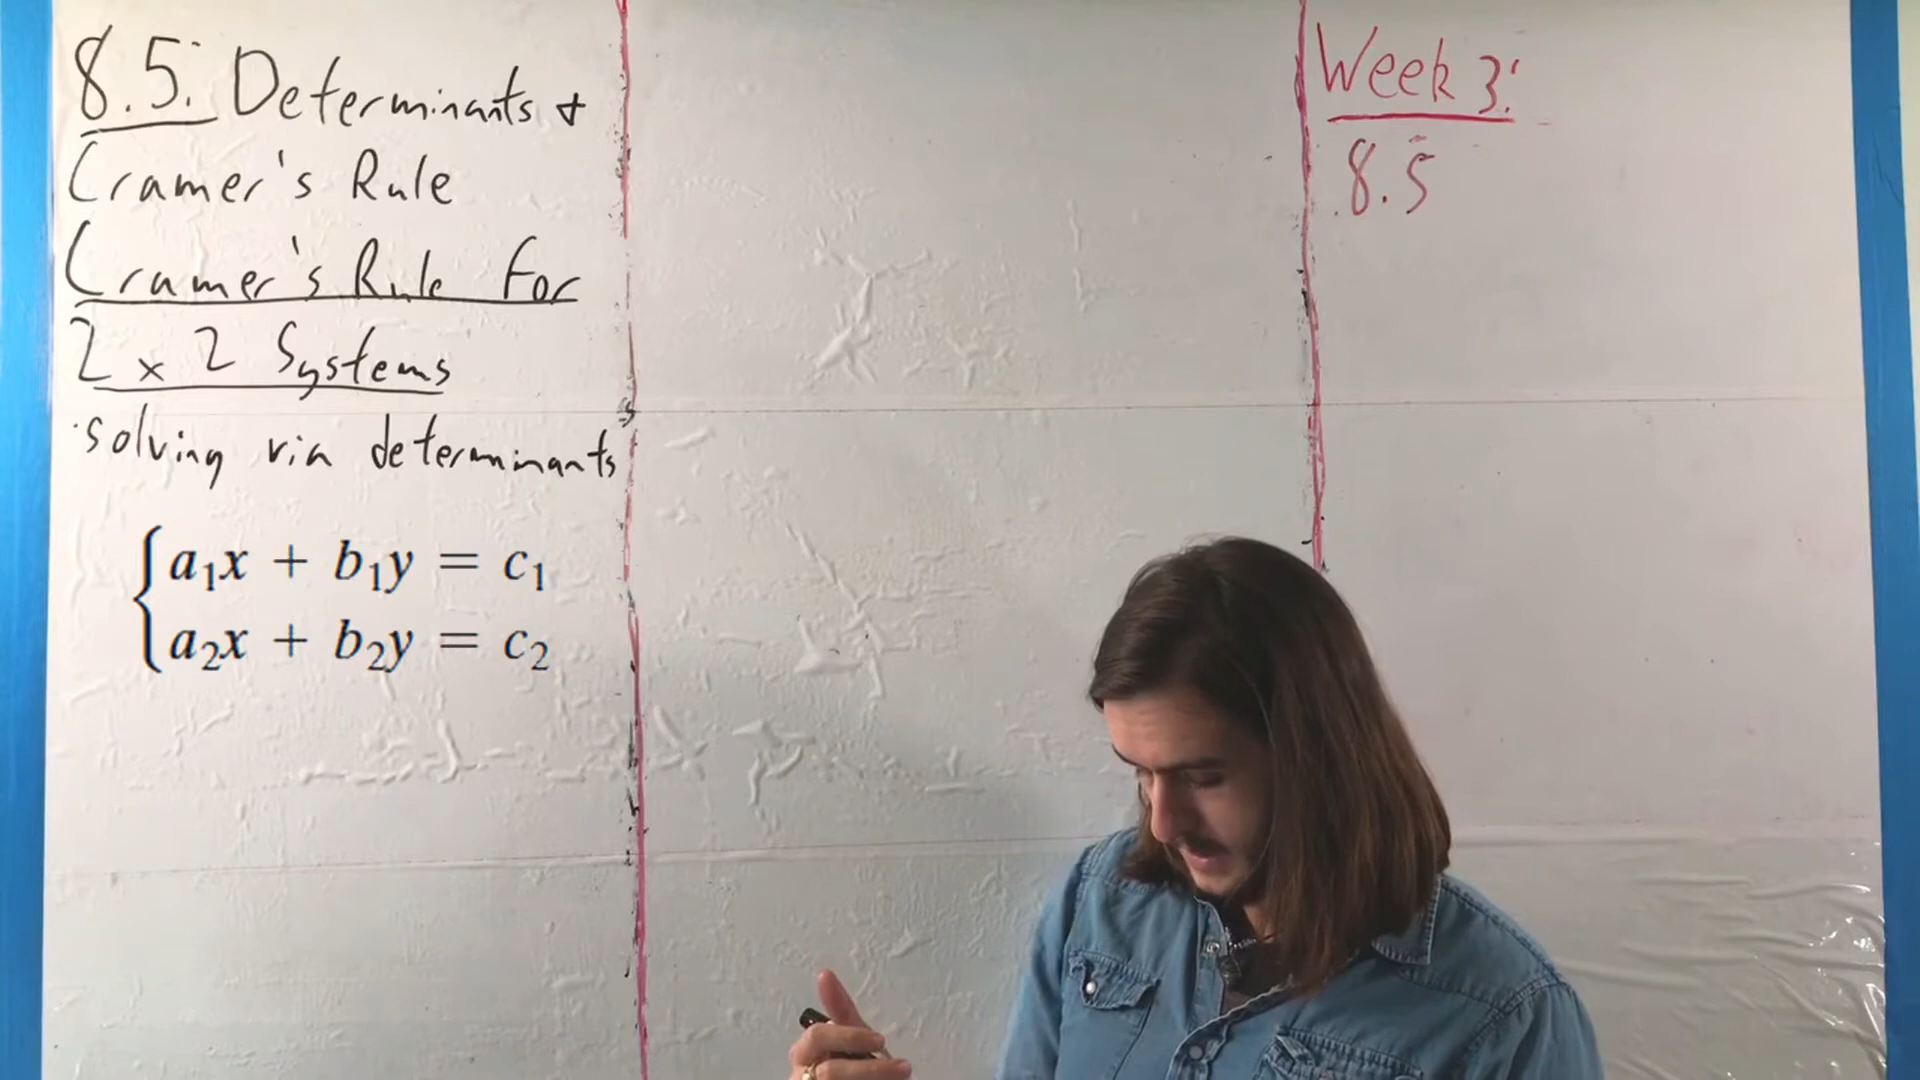 8.5: Determinants &
Cramer's Rule
Cramer's Rule For
2 x 2 Systems
·solving via determinants
a₁x + b₁y = c₁
a₂x + b₂y = c₂
Week 3:
8.5